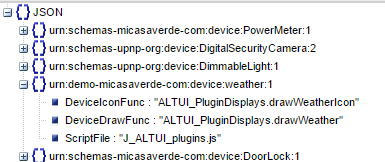 JSON
urn:schemas-micasaverde-com:device:PowerMeter:1
urn:schemas-upnp-org:device:DigitalSecurityCamera:2
urn:schemas-upnp-org:device:DimmableLight:1
urn:demo-micasaverde-com:device:weather:1
DeviceIconFunc : "ALTUI_PluginDisplays.drawWeatherIcon"
DeviceDrawFunc : "ALTUI_PluginDisplays.drawWeather"
ScriptFile : "J_ALTUI_plugins.js"
urn:schemas-micasaverde-com:device:DoorLock:1